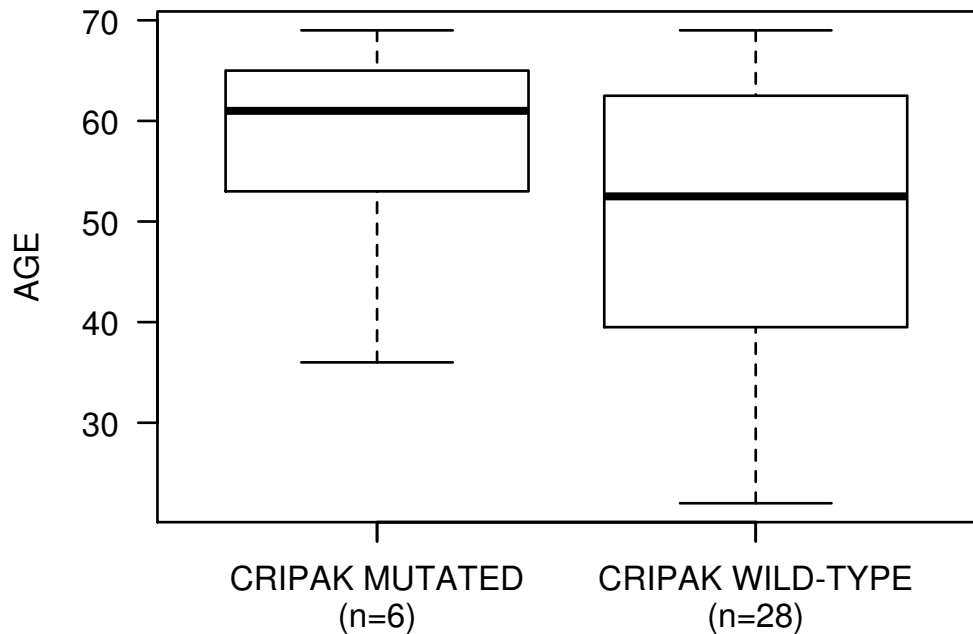 70
60
50
40
30
AGE
CRIPAK MUTATED
(n=6)
CRIPAK WILD-TYPE
(n=28)